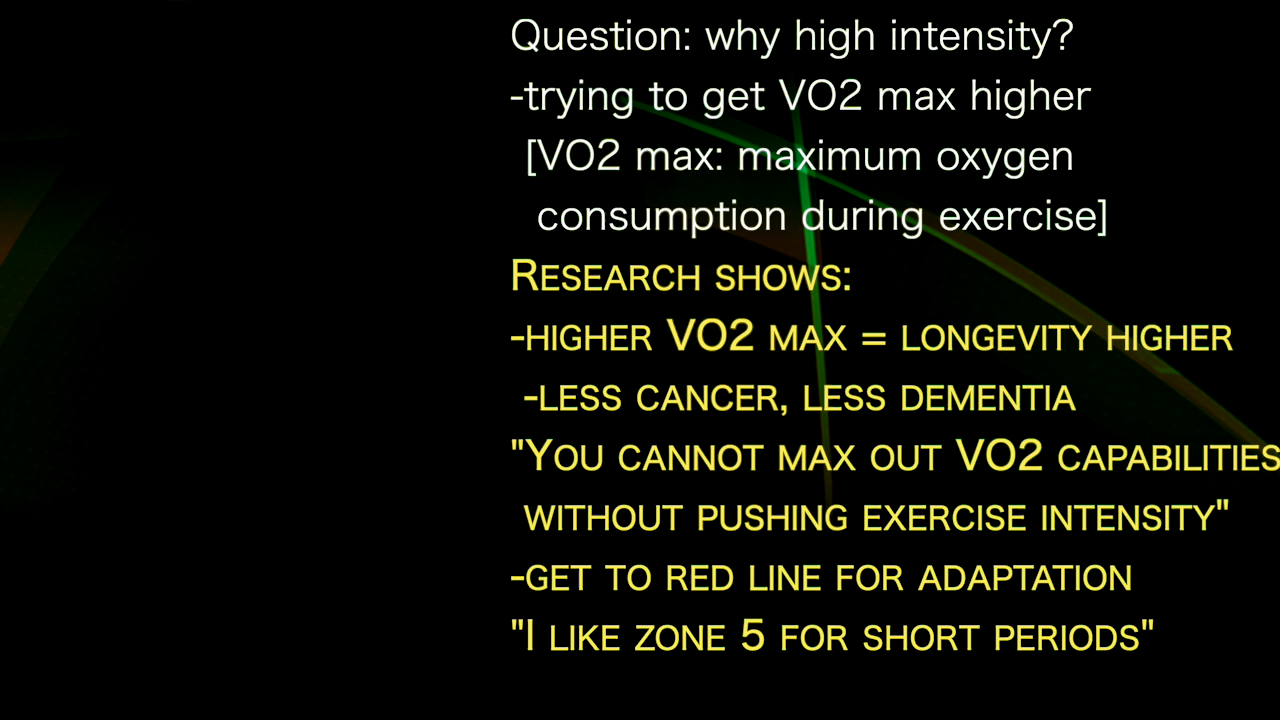 Question: why high intensity?
-trying to get VO2 max higher
[VO2 max: maximum oxygen
consumption during exercise]
RESEARCH SHOWS:
-HIGHER VO2 MAX = LONGEVITY HIGHER
-LESS CANCER, LESS DEMENTIA
"YOU CANNOT MAX OUT VO2 CAPABILITIES
WITHOUT PUSHING EXERCISE INTENSITY"
-GET TO RED LINE FOR ADAPTATION
"I LIKE ZONE 5 FOR SHORT PERIODS"